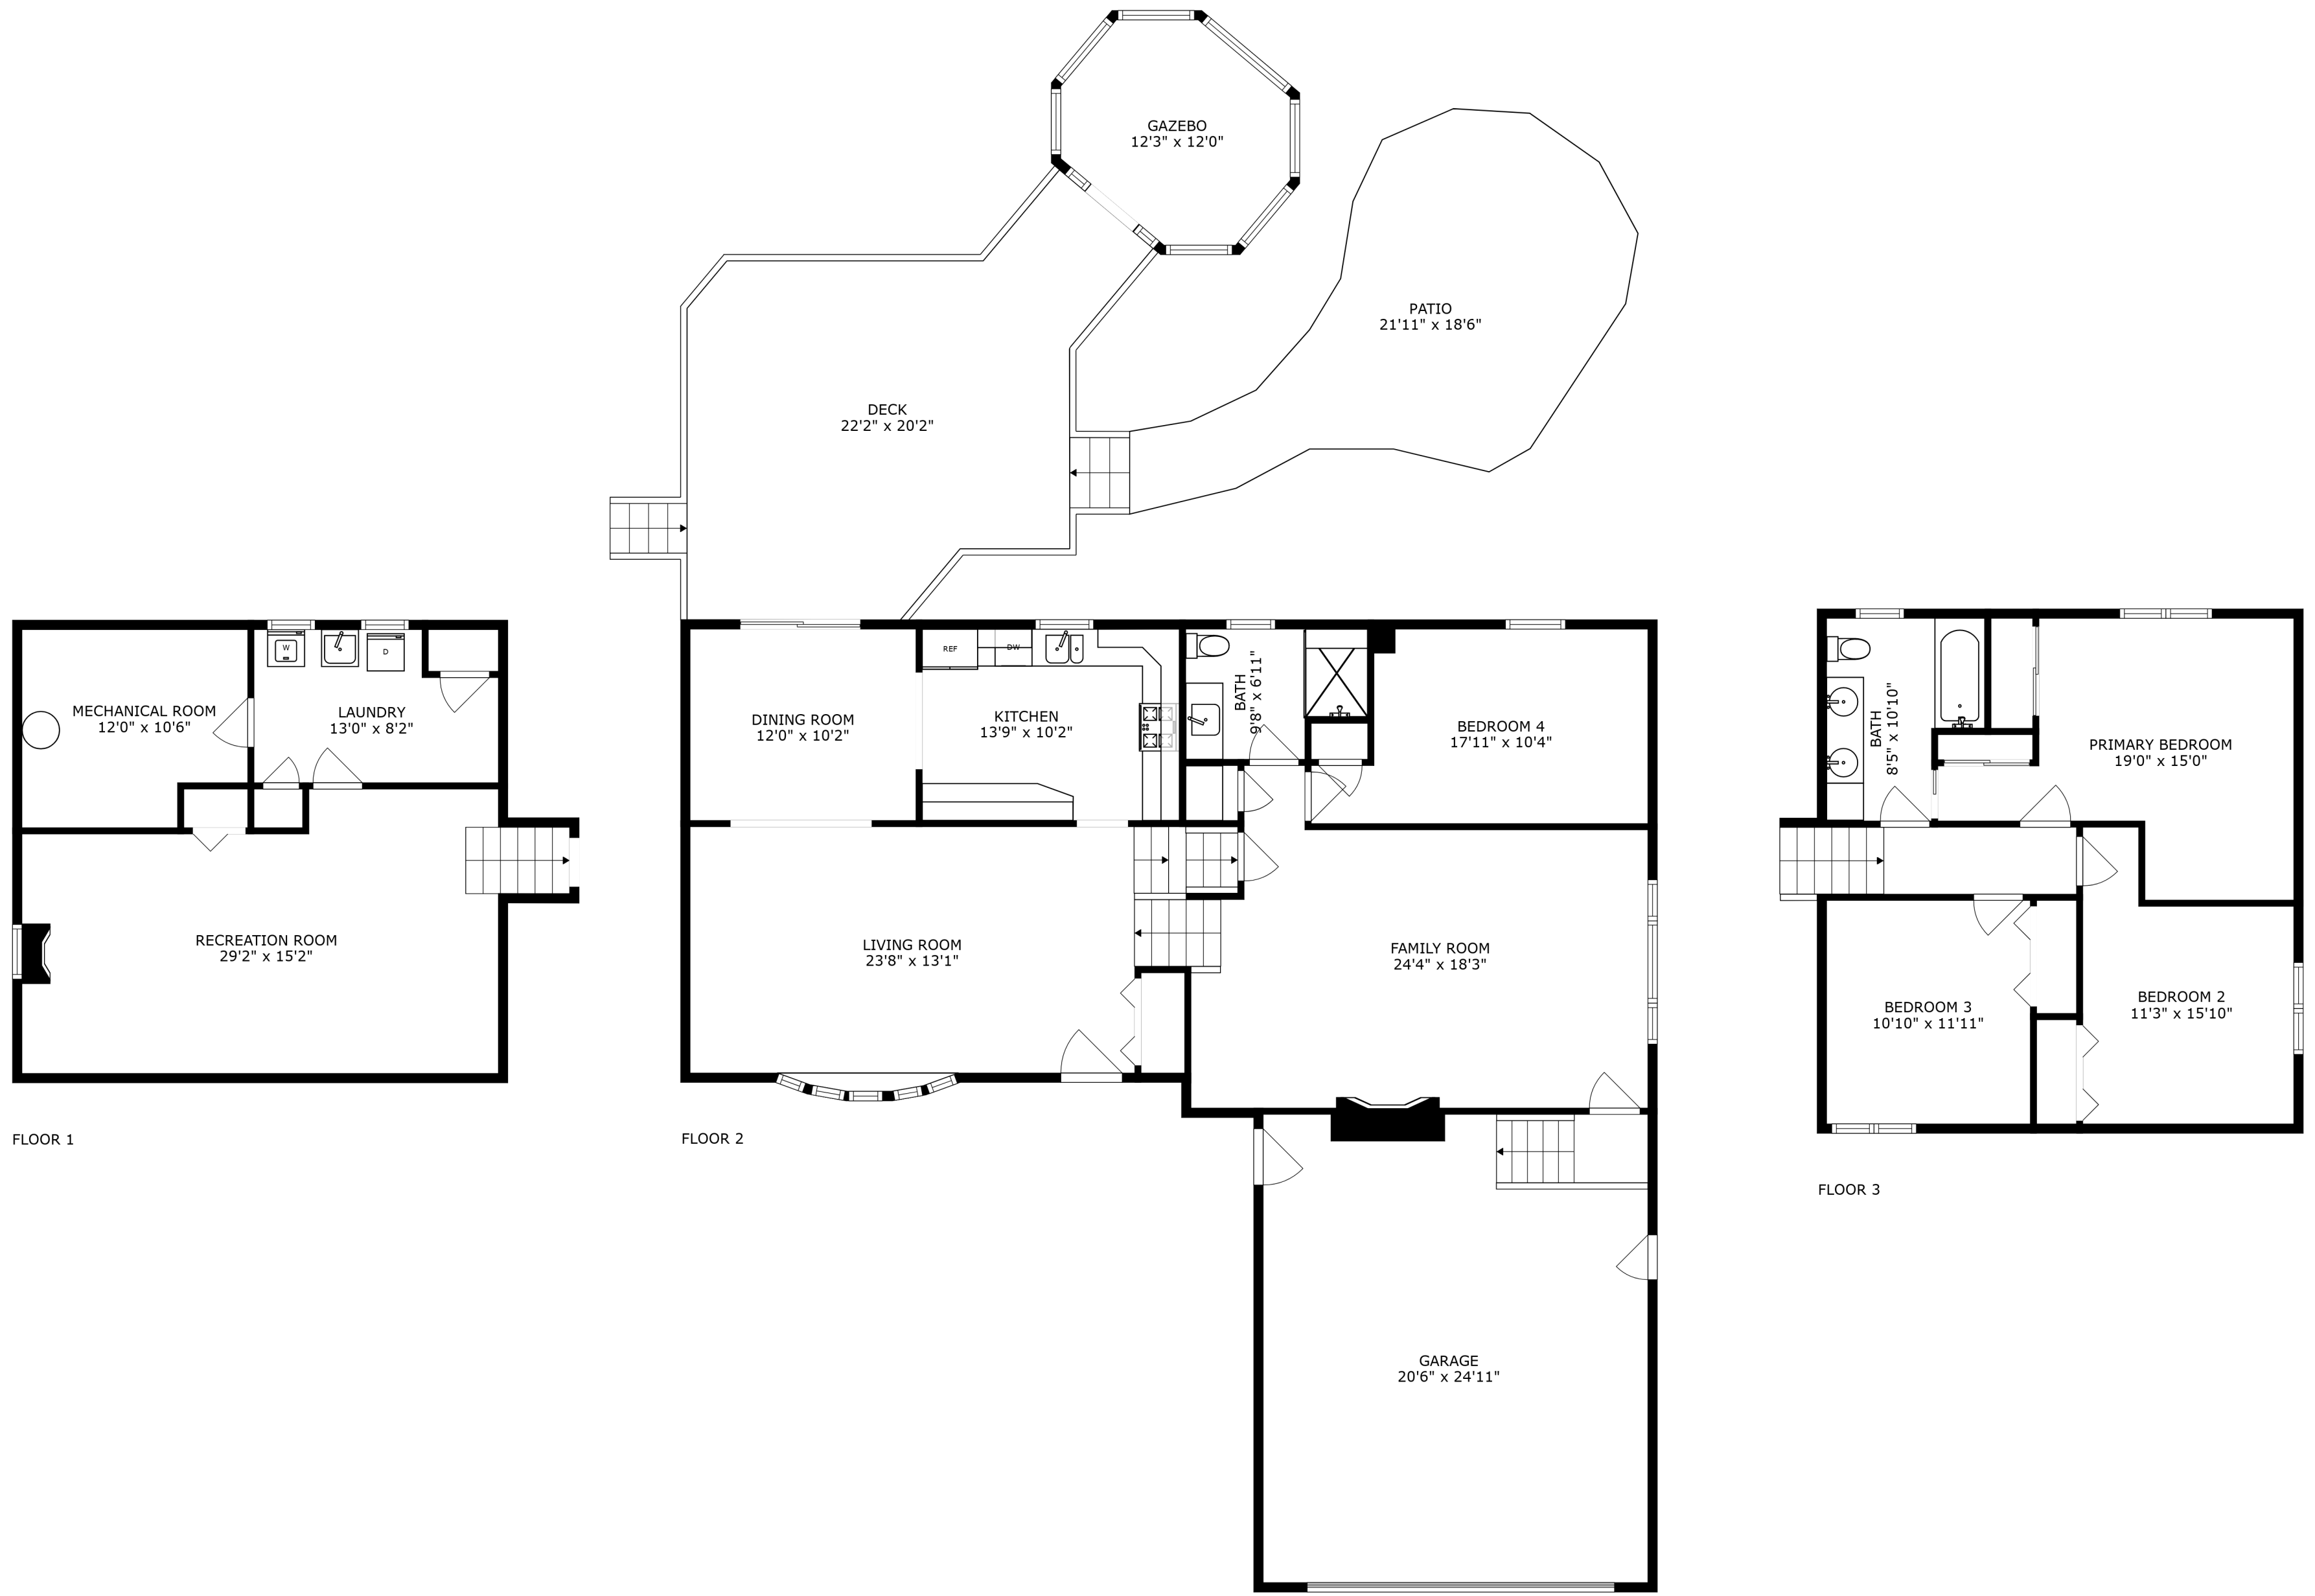 GAZEBO
12'3" x 12'0"
PATIO
21'11" x 18'6"
DECK
22'2" x 20'2"
MECHANICAL ROOM
12'0" x 10'6"
W
D
LAUNDRY
13'0" x 8'2"
RECREATION ROOM
29'2" x 15'2"
FLOOR 1
DINING ROOM
12'0" x 10'2"
REF
DW
KITCHEN
13'9" x 10'2"
BATH
9'8" x 6'11"
BEDROOM 4
17'11" x 10'4"
LIVING ROOM
23'8" x 13'1"
FAMILY ROOM
24'4" x 18'3"
FLOOR 2
GARAGE
20'6" x 24'11"
BATH
8'5" x 10'10"
PRIMARY BEDROOM
19'0" x 15'0"
BEDROOM 3
10'10" x 11'11"
BEDROOM 2
11'3" x 15'10"
FLOOR 3